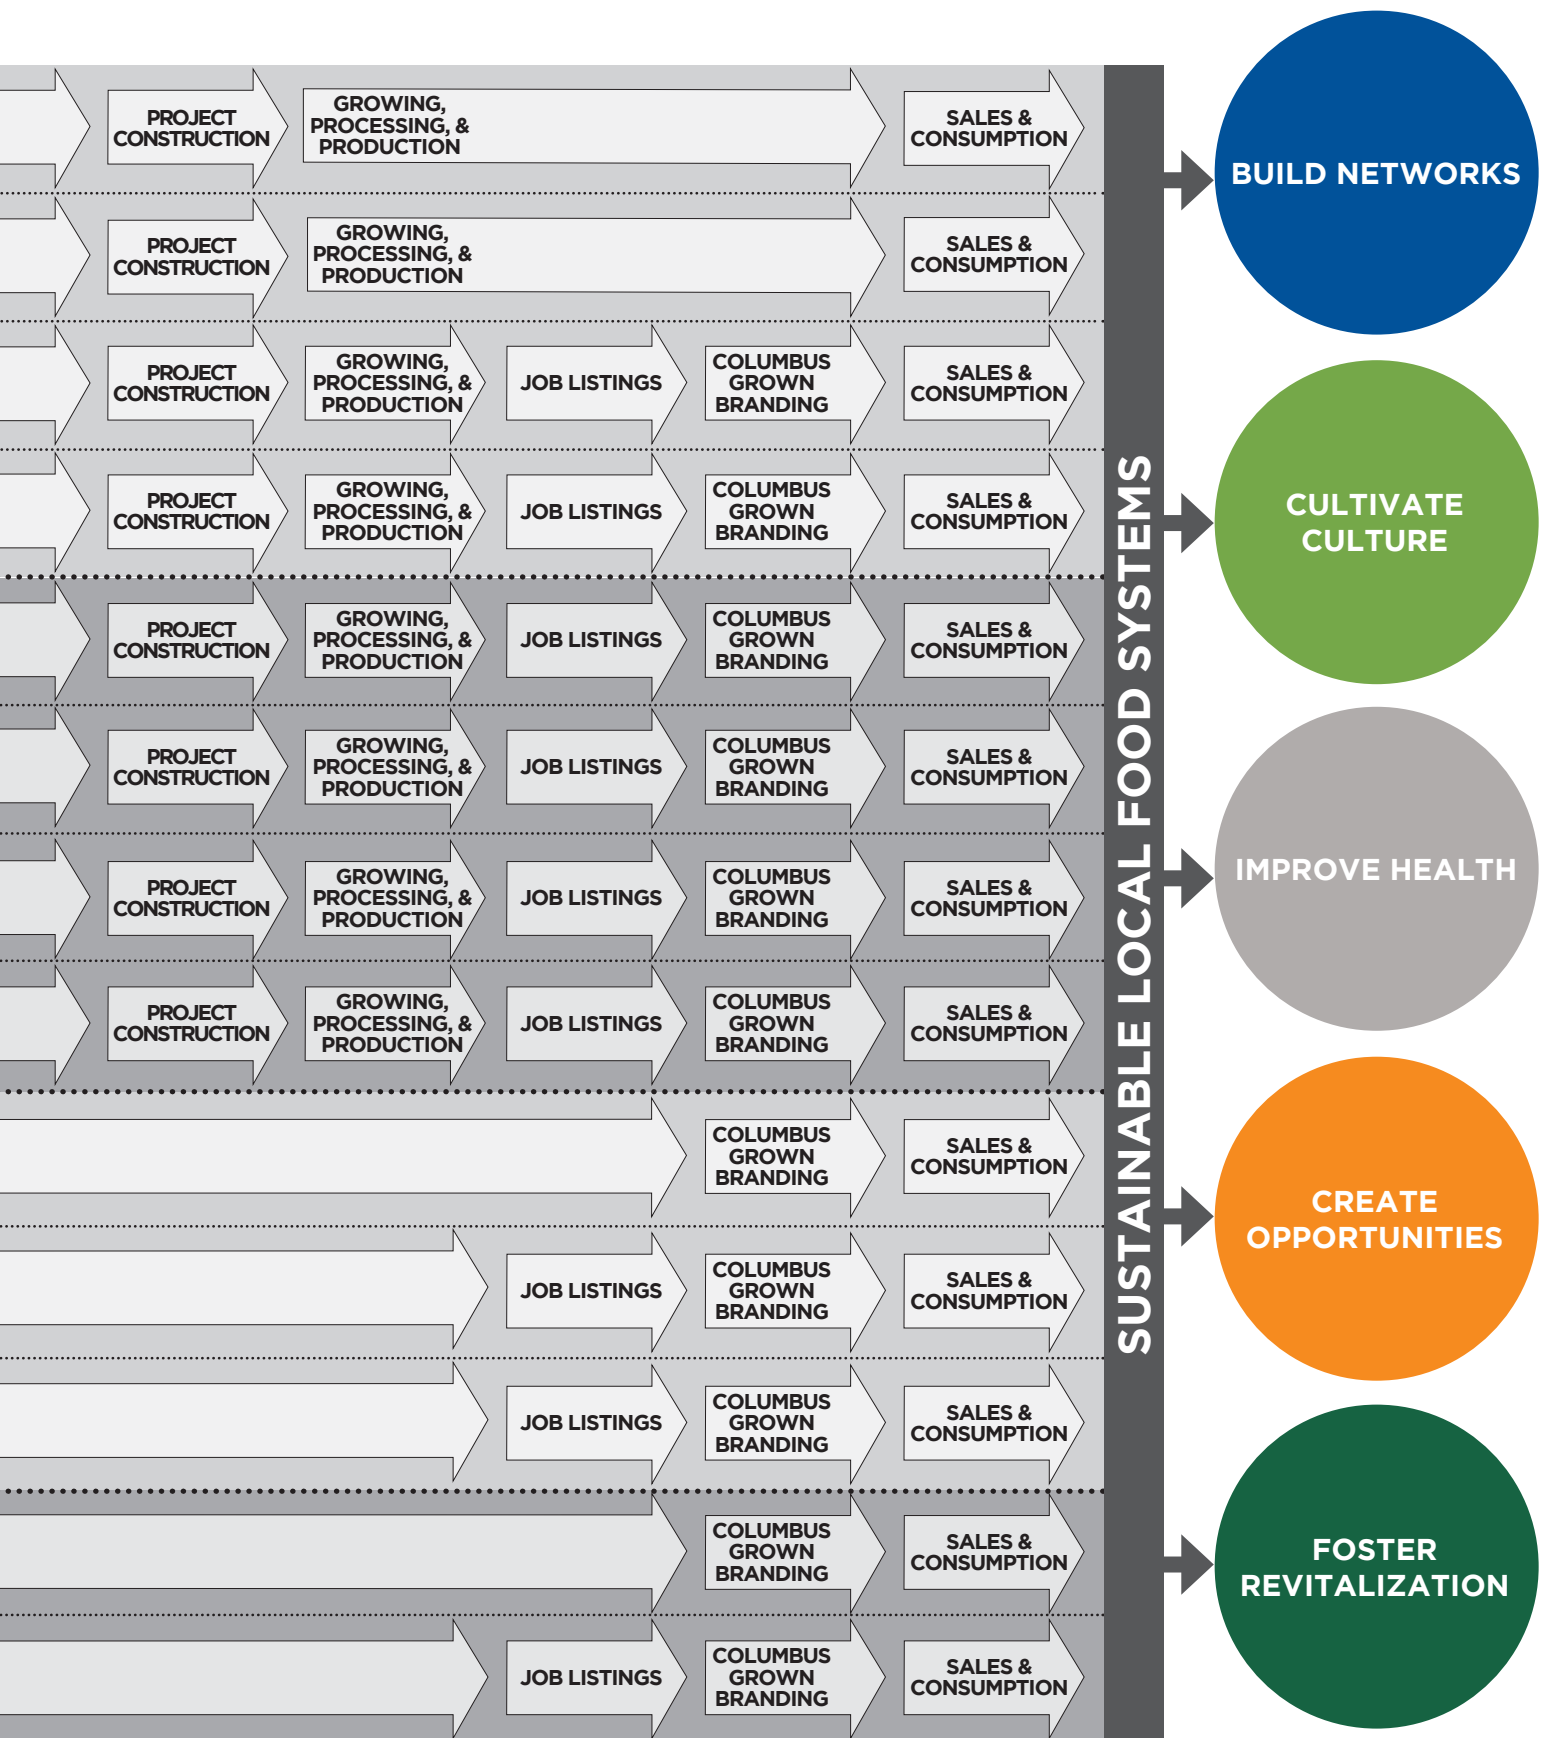 PROJECT
CONSTRUCTION
GROWING,
PROCESSING, &
PRODUCTION
SALES &
CONSUMPTION
PROJECT
CONSTRUCTION
GROWING,
PROCESSING, &
PRODUCTION
SALES &
CONSUMPTION
PROJECT
CONSTRUCTION
GROWING,
PROCESSING, &
PRODUCTION
JOB LISTINGS
COLUMBUS
GROWN
BRANDING
SALES &
CONSUMPTION
PROJECT
CONSTRUCTION
GROWING,
PROCESSING, &
PRODUCTION
JOB LISTINGS
COLUMBUS
GROWN
BRANDING
SALES &
CONSUMPTION
PROJECT
CONSTRUCTION
GROWING,
PROCESSING, &
PRODUCTION
JOB LISTINGS
COLUMBUS
GROWN
BRANDING
SALES &
CONSUMPTION
PROJECT
CONSTRUCTION
GROWING,
PROCESSING, &
PRODUCTION
JOB LISTINGS
COLUMBUS
GROWN
BRANDING
SALES &
CONSUMPTION
PROJECT
CONSTRUCTION
GROWING,
PROCESSING, &
PRODUCTION
JOB LISTINGS
COLUMBUS
GROWN
BRANDING
SALES &
CONSUMPTION
PROJECT
CONSTRUCTION
GROWING,
PROCESSING, &
PRODUCTION
JOB LISTINGS
COLUMBUS
GROWN
BRANDING
SALES &
CONSUMPTION
COLUMBUS
GROWN
BRANDING
SALES &
CONSUMPTION
JOB LISTINGS
COLUMBUS
GROWN
BRANDING
SALES &
CONSUMPTION
JOB LISTINGS
COLUMBUS
GROWN
BRANDING
SALES &
CONSUMPTION
COLUMBUS
GROWN
BRANDING
SALES &
CONSUMPTION
JOB LISTINGS
COLUMBUS
GROWN
BRANDING
SALES &
CONSUMPTION
SUSTAINABLE LOCAL FOOD SYSTEMS
BUILD NETWORKS
CULTIVATE
CULTURE
IMPROVE HEALTH
CREATE
OPPORTUNITIES
FOSTER
REVITALIZATION